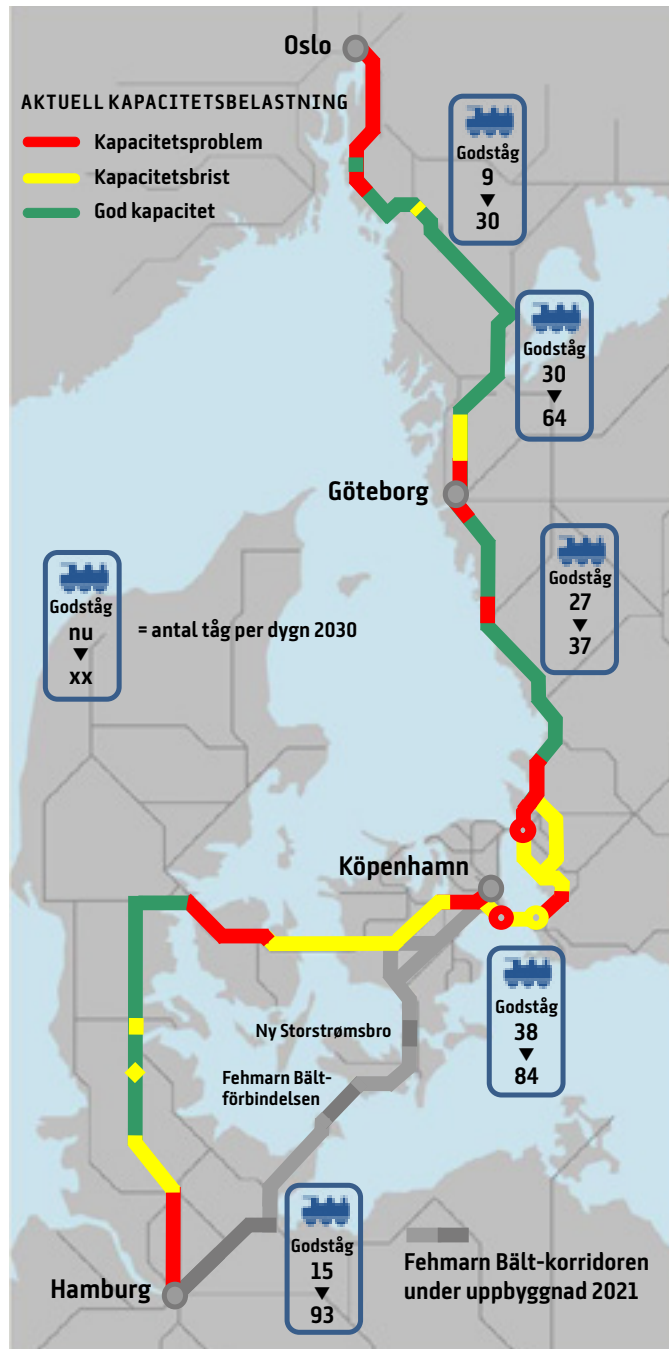 Oslo
AKTUELL KAPACITETSBELASTNING
Kapacitetsproblem
Kapacitetsbrist
God kapacitet
Godståg
9
▼
30
Godståg
30
▼
64
Göteborg
Godståg
27
▼
37
Godståg
nu
▼
xx
= antal tåg per dygn 2030
Köpenhamn
Godståg
38
▼
84
Ny Storstrømsbro
Fehmarn Bält-
förbindelsen
Godståg
15
▼
93
Fehmarn Bält-korridoren
under uppbyggnad 2021
Hamburg